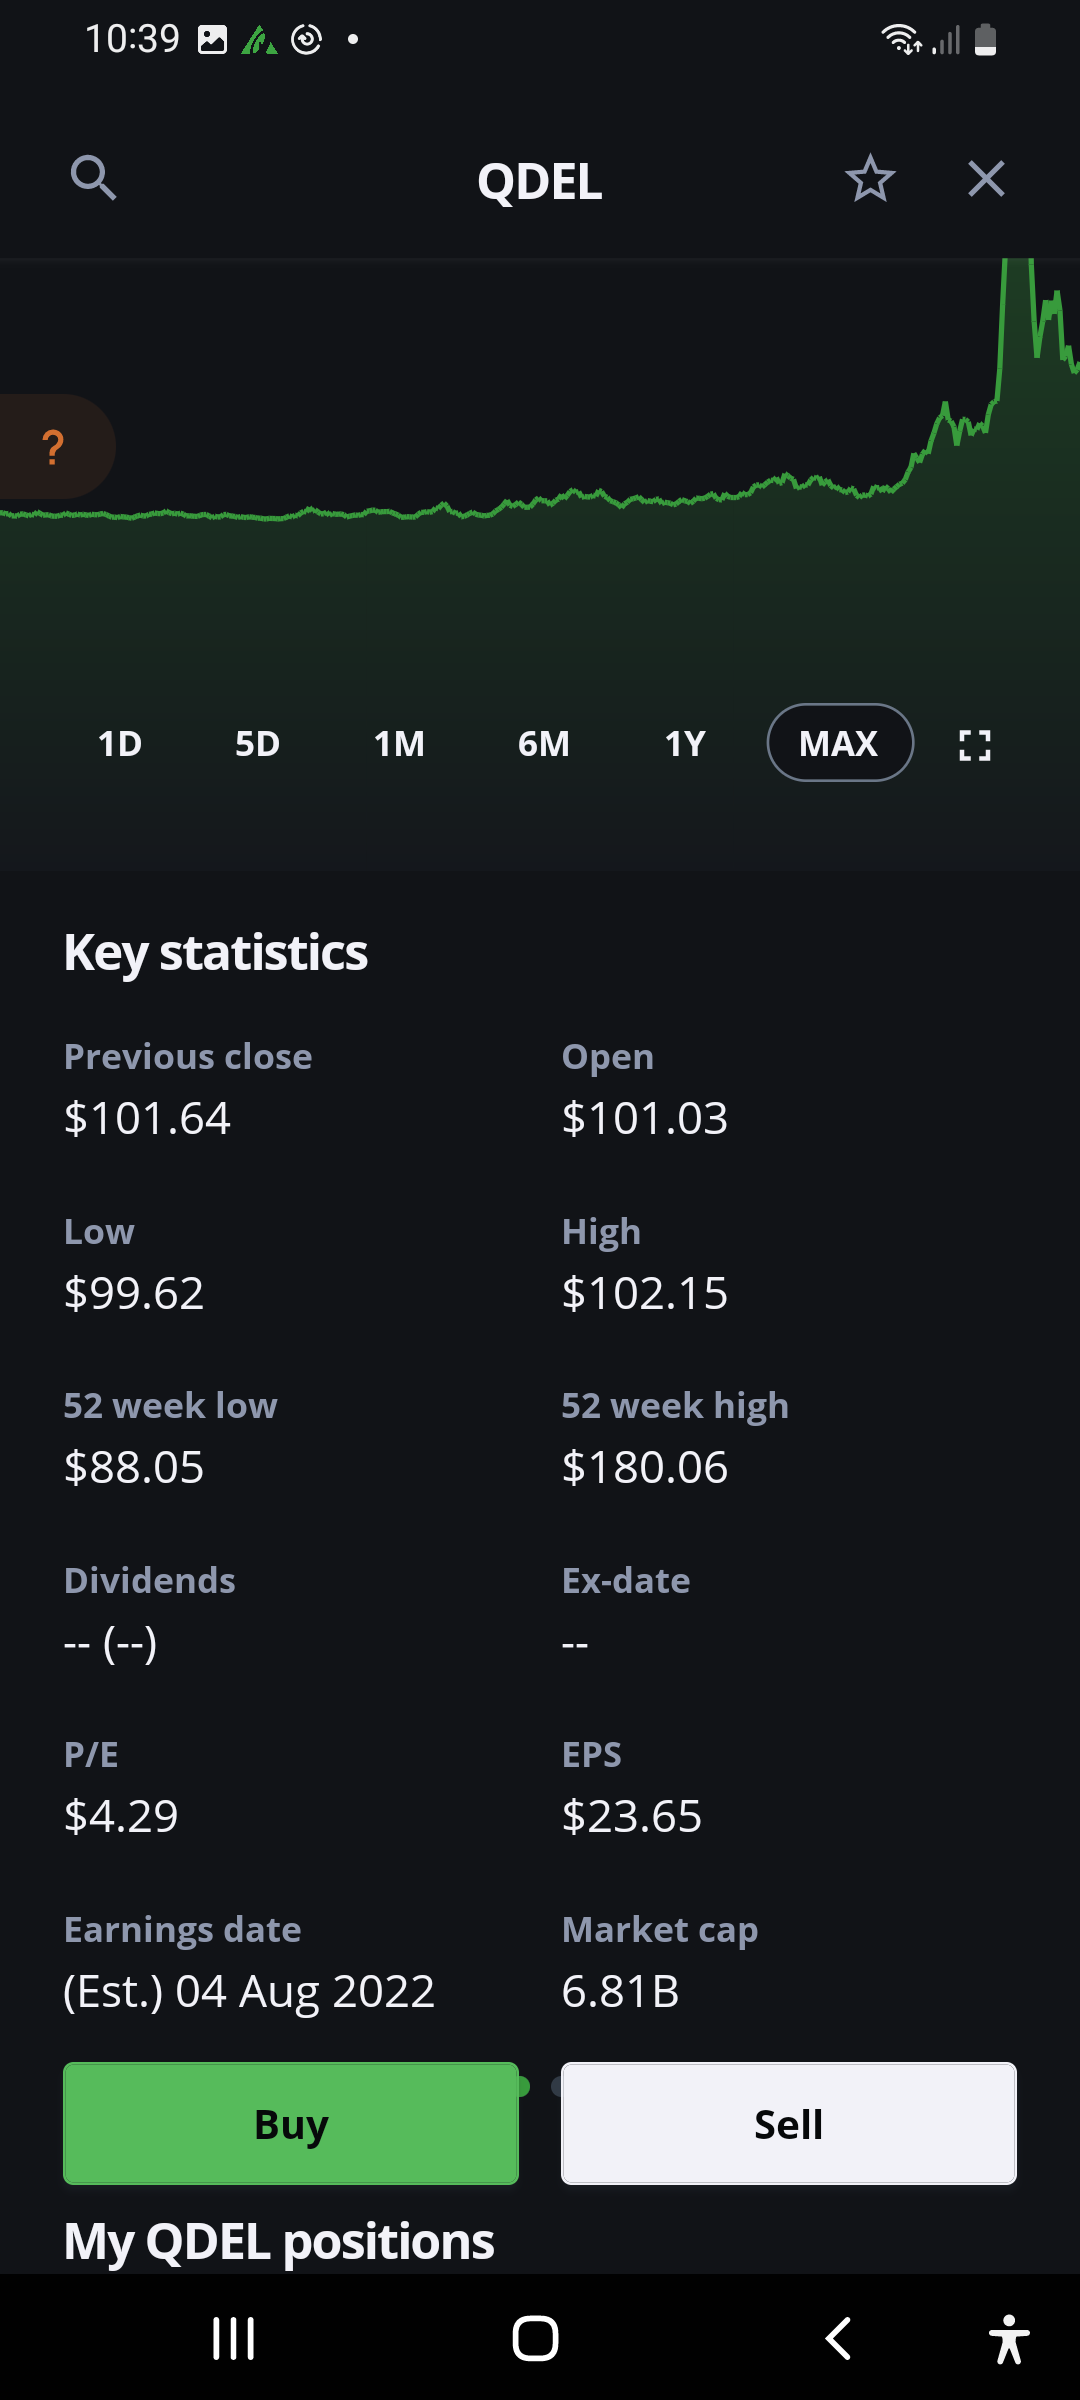 10:39
QDEL
?
1D 5D 1M 6M 1Y MAX
Key statistics
Previous close Open
$101.64 $101.03
Low High
$99.62 $102.15
52 week low 52 week high
$88.05 $180.06
Dividends Ex-date
-- (--) --
P/E EPS
$4.29 $23.65
Earnings date Market cap
(Est.) 04 Aug 2022 6.81B
Buy Sell
My QDEL positions